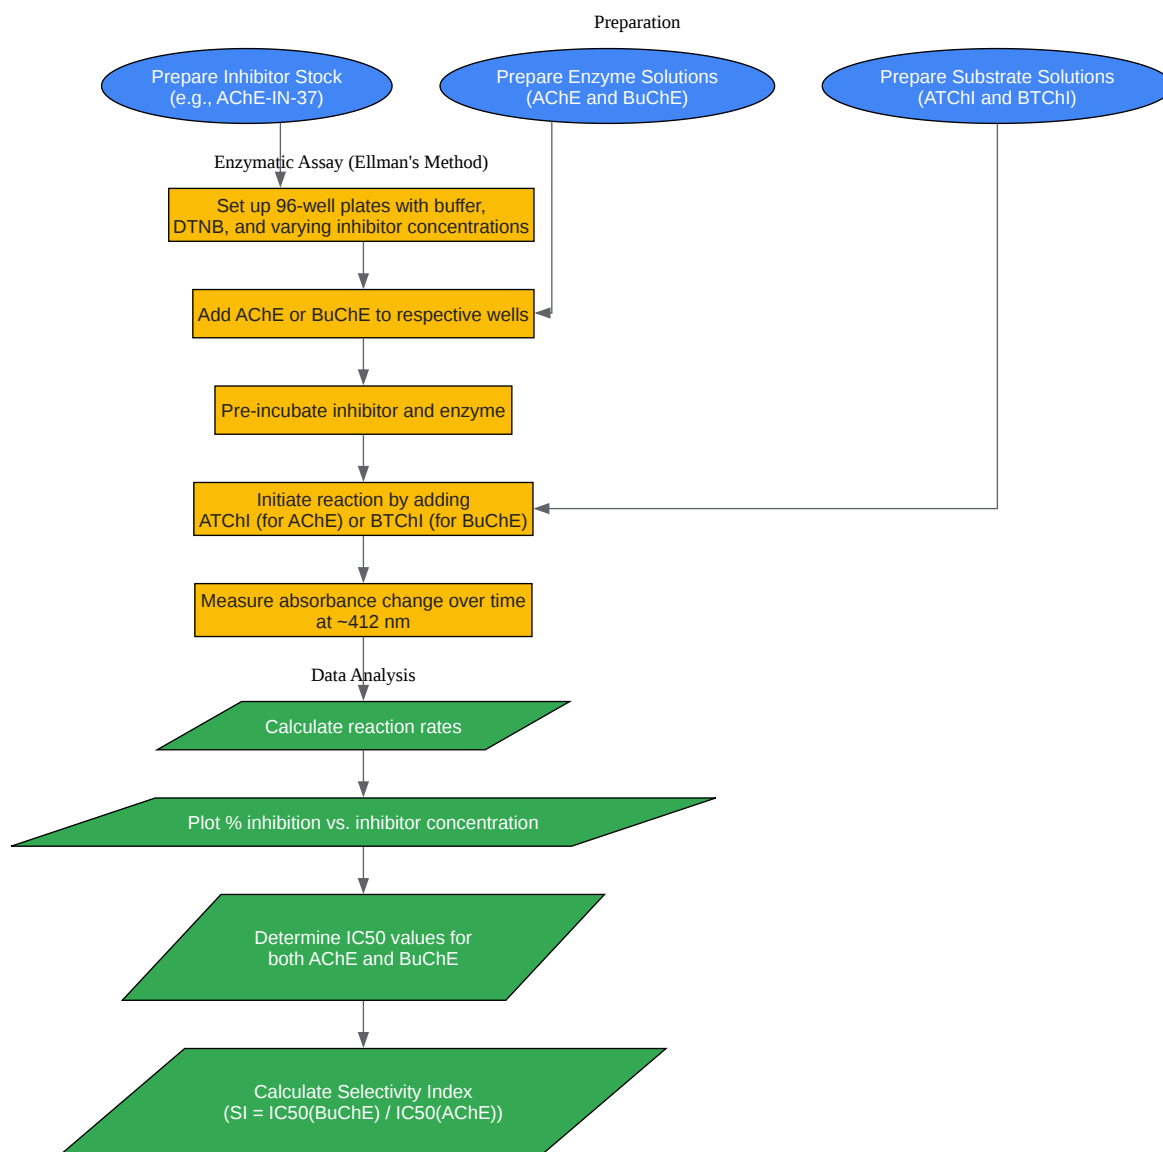 Preparation
Prepare Inhibitor Stock
(e.g., AChE-IN-37)
Prepare Enzyme Solutions
(AChE and BuChE)
Prepare Substrate Solutions
(ATChI and BTChI)
Enzymatic Assay (Ellman's Method)
Set up 96-well plates with buffer,
DTNB, and varying inhibitor concentrations
Add AChE or BuChE to respective wells
Pre-incubate inhibitor and enzyme
Initiate reaction by adding
ATChI (for AChE) or BTChI (for BuChE)
Measure absorbance change over time
at ~412 nm
Data Analysis
Calculate reaction rates
Plot % inhibition vs. inhibitor concentration
Determine IC50 values for
both AChE and BuChE
Calculate Selectivity Index
(SI = IC50(BuChE) / IC50(AChE))